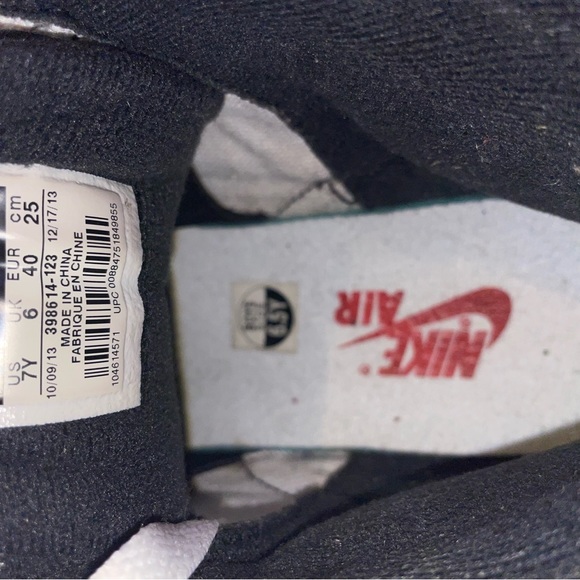 US UK EUR cm
7Y 6 40 25
10/09/13 398614-123 12/17/13
MADE IN CHINA
FABRIQUE EN CHINE
UPC 00884751849855
104614571
NIKE
AIR
®